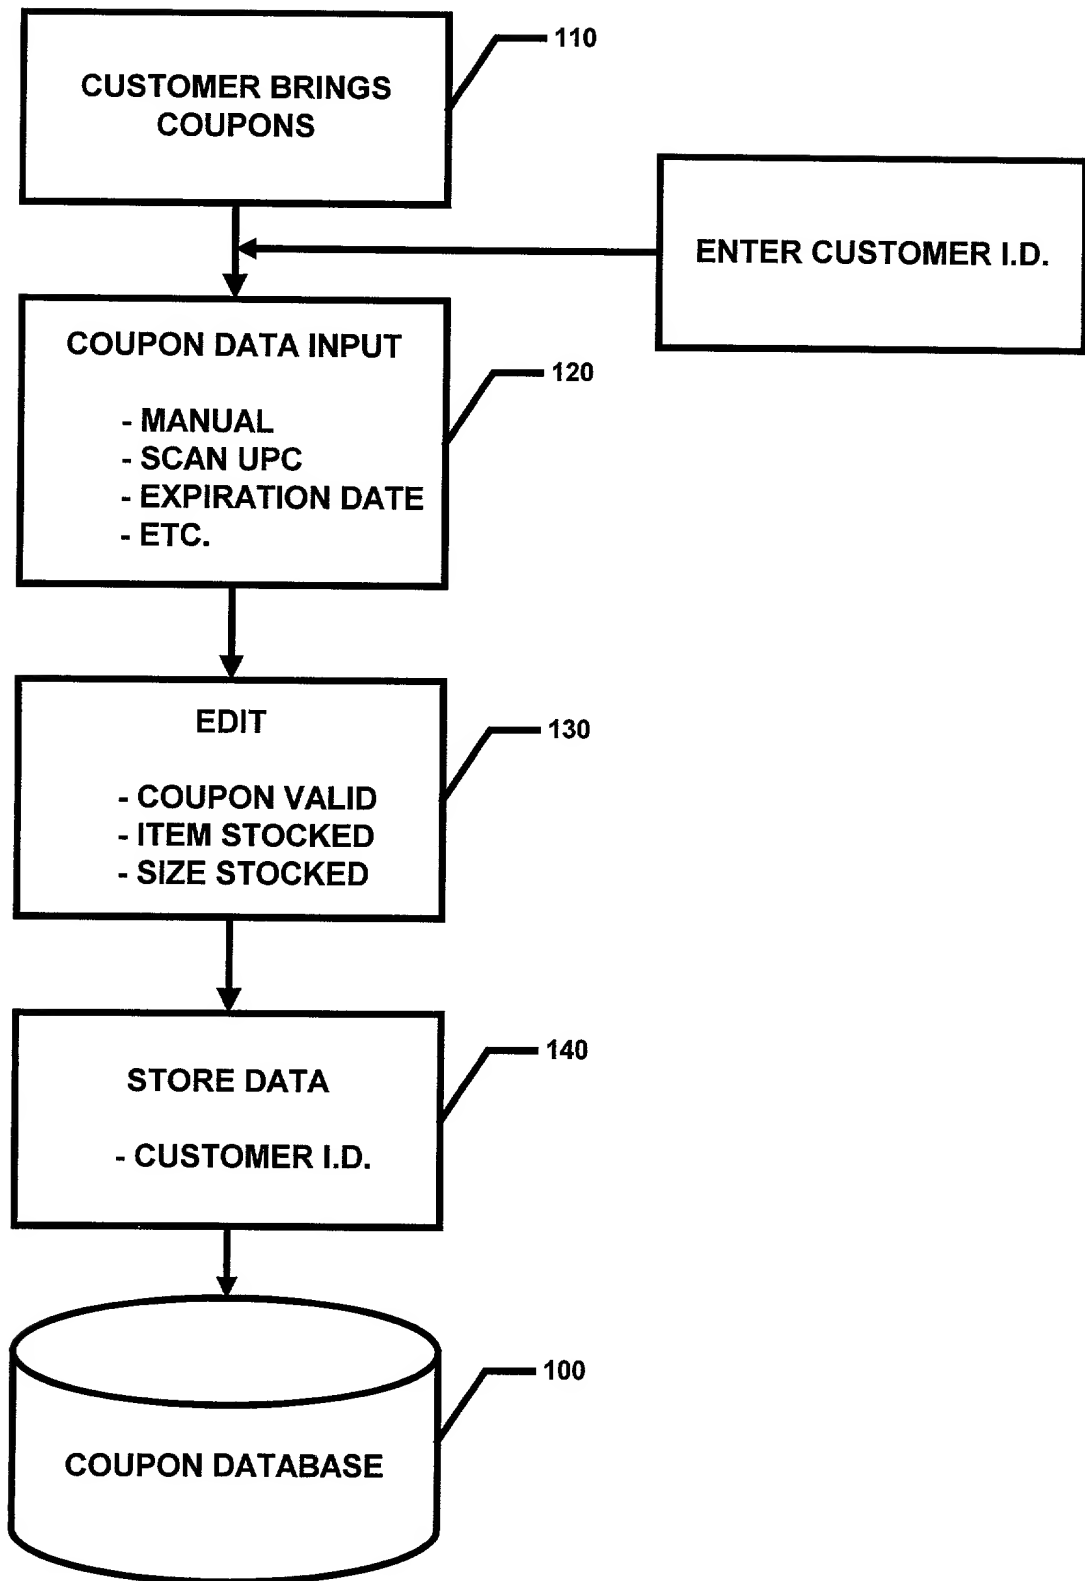 110
CUSTOMER BRINGS
COUPONS
ENTER CUSTOMER I.D.
COUPON DATA INPUT
120
- MANUAL
- SCAN UPC
- EXPIRATION DATE
- ETC.
EDIT
130
- COUPON VALID
- ITEM STOCKED
- SIZE STOCKED
140
STORE DATA
- CUSTOMER I.D.
100
COUPON DATABASE